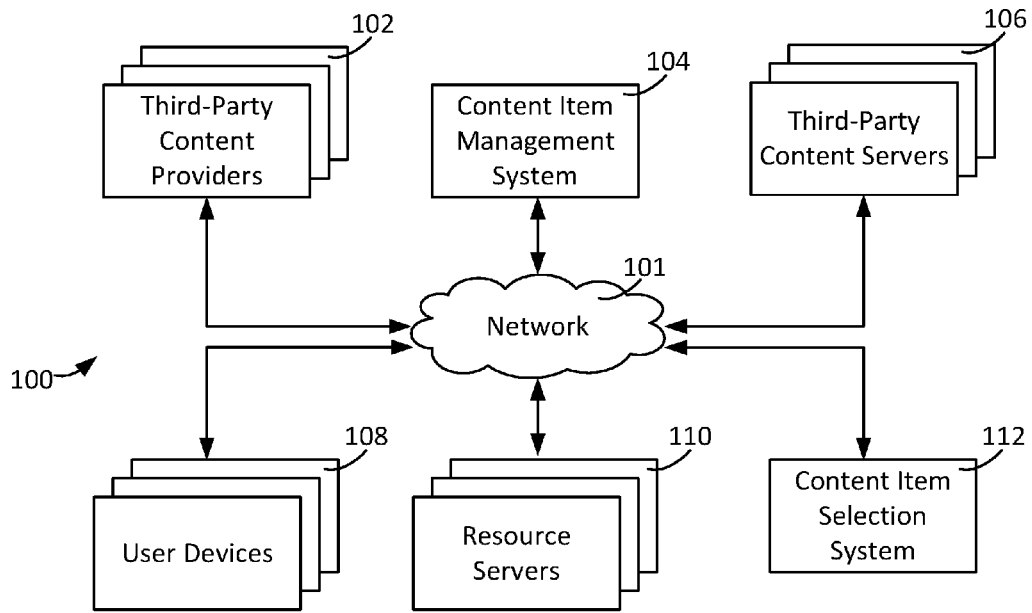 102
Third-Party
Content
Providers
104
Content Item
Management
System
106
Third-Party
Content Servers
101
Network
100
108
User Devices
110
Resource
Servers
112
Content Item
Selection
System